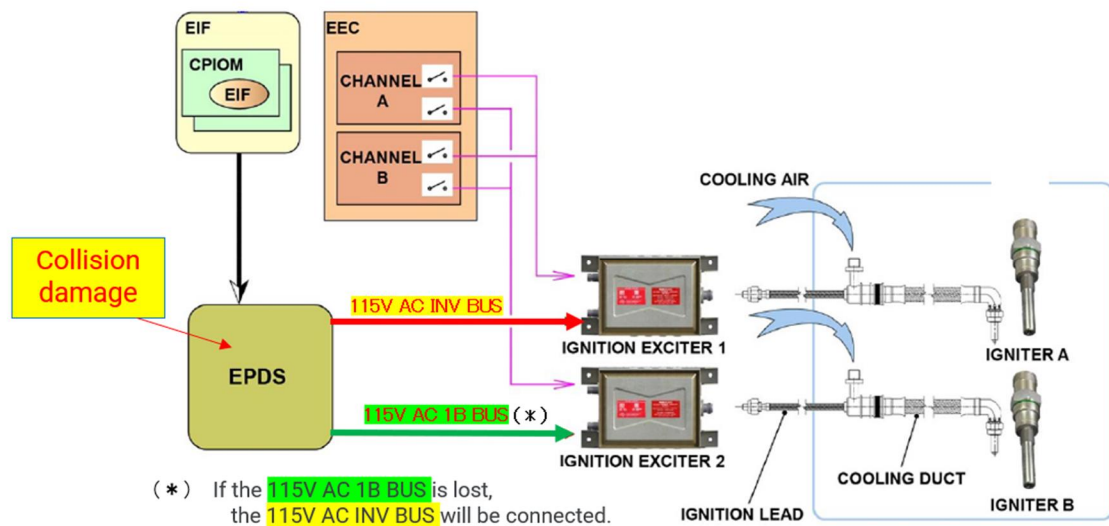 EIF
CPIOM
EIF
EEC
CHANNEL
A
CHANNEL
B
COOLING AIR
Collision
damage
115V AC INV BUS
IGNITION EXCITER 1
IGNITER A
EPDS
115V AC 1B BUS (*)
IGNITION EXCITER 2
COOLING DUCT
IGNITION LEAD
IGNITER B
(*) If the 115V AC 1B BUS is lost,
the 115V AC INV BUS will be connected.